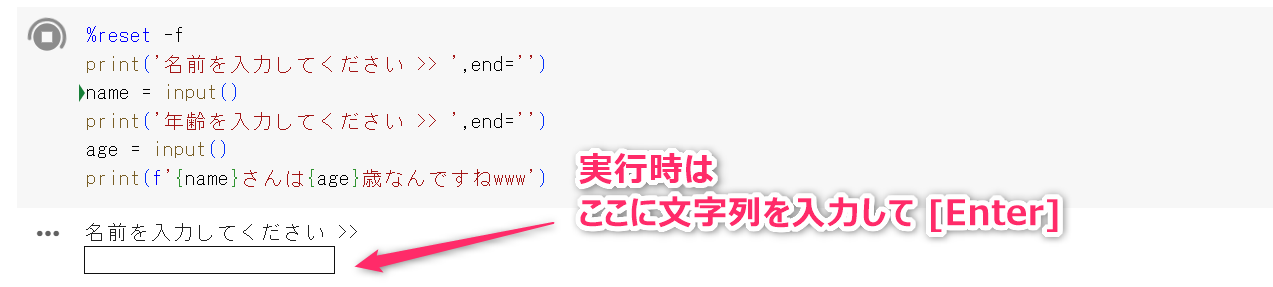 %reset -f
print('名前を入力してください >> ',end='')
name = input()
print('年齢を入力してください >> ',end='')
age = input()
print(f'{name}さんは{age}歳なんですねwww')
実行時は
ここに文字列を入力して [Enter]
名前を入力してください >>